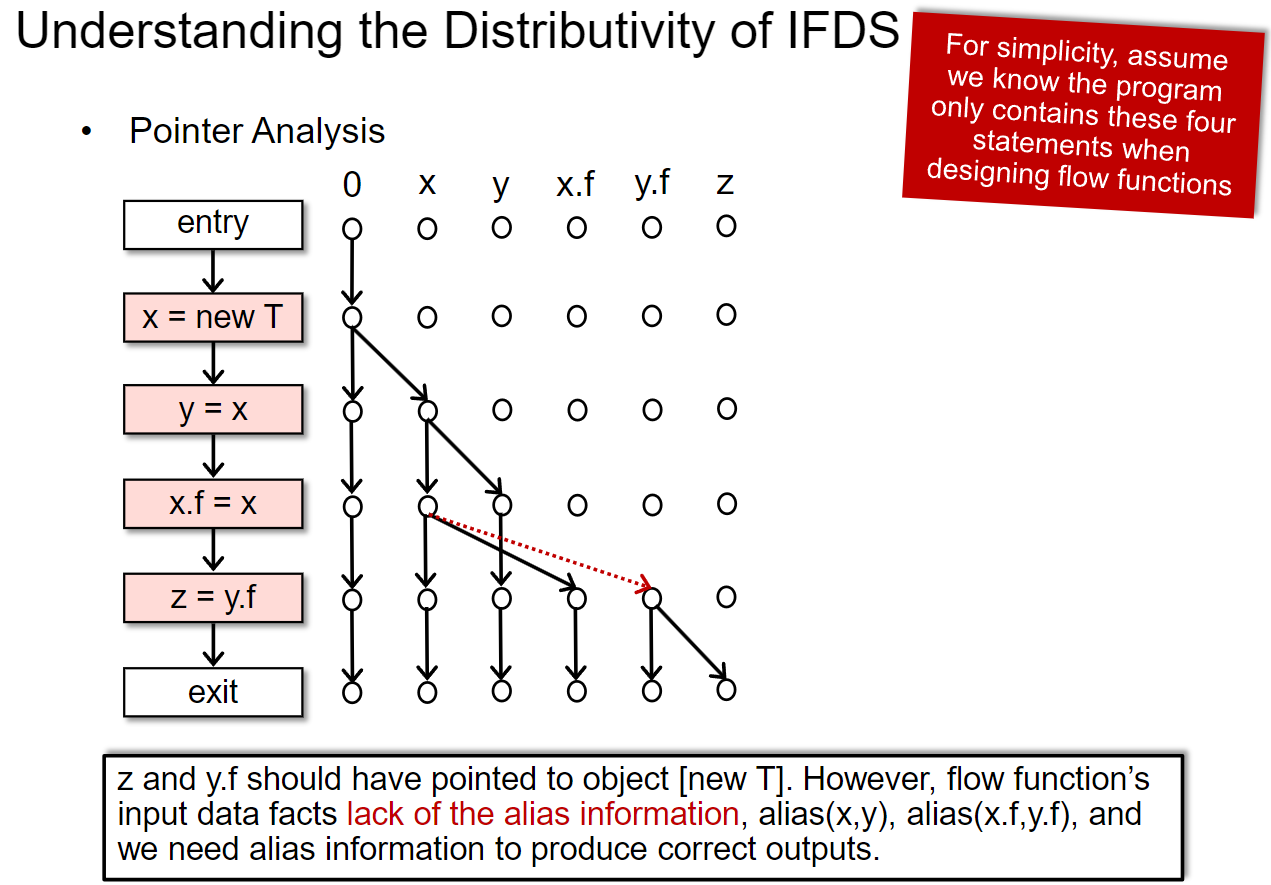 Understanding the Distributivity of IFDS
For simplicity, assume
we know the program
only contains these four
statements when
designing flow functions
• Pointer Analysis
0 x y x.f y.f z
entry
x = new T
y = x
x.f = x
z = y.f
exit
z and y.f should have pointed to object [new T]. However, flow function's
input data facts lack of the alias information, alias(x,y), alias(x.f,y.f), and
we need alias information to produce correct outputs.